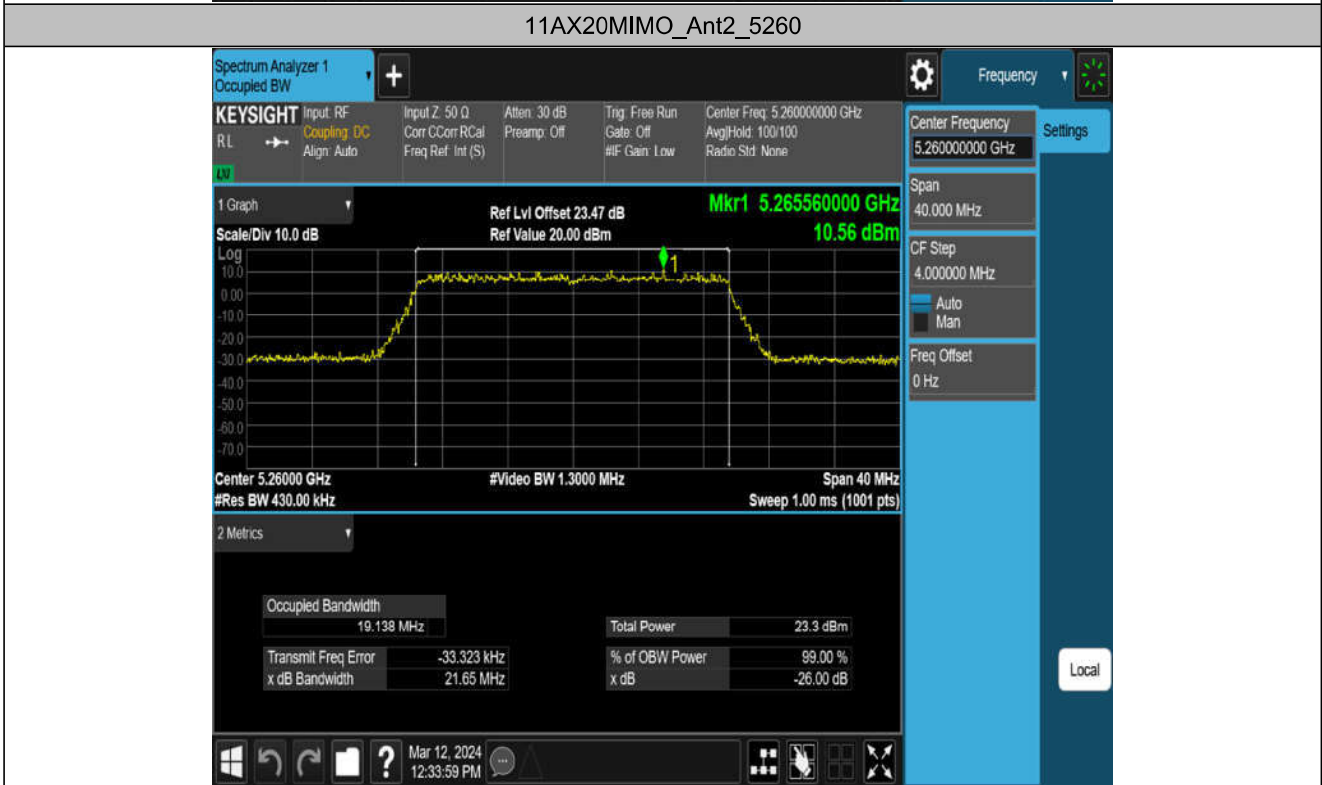 11AX20MIMO_Ant2_5260
Spectrum Analyzer 1
Occupied BW
Frequency
KEYSIGHT
R L
Input: RF
Coupling: DC
Align: Auto
Input Z: 50 Ω
Corr CCorr RCal
Freq Ref: Int (S)
Atten: 30 dB
Preamp: Off
Trig: Free Run
Gate: Off
#IF Gain: Low
Center Freq: 5.260000000 GHz
Avg|Hold: 100/100
Radio Std: None
1 Graph
Scale/Div 10.0 dB
Ref Lvl Offset 23.47 dB
Ref Value 20.00 dBm
Mkr1 5.265560000 GHz
10.56 dBm
Log
10.0
0.00
-10.0
-20.0
-30.0
-40.0
-50.0
-60.0
-70.0
1
Center 5.26000 GHz
#Video BW 1.3000 MHz
Span 40 MHz
#Res BW 430.00 kHz
Sweep 1.00 ms (1001 pts)
2 Metrics
Occupied Bandwidth
19.138 MHz
Total Power 23.3 dBm
Transmit Freq Error -33.323 kHz
% of OBW Power 99.00 %
x dB Bandwidth 21.65 MHz
x dB -26.00 dB
Center Frequency
5.260000000 GHz
Settings
Span
40.000 MHz
CF Step
4.000000 MHz
Auto
Man
Freq Offset
0 Hz
Local
?
Mar 12, 2024
12:33:59 PM